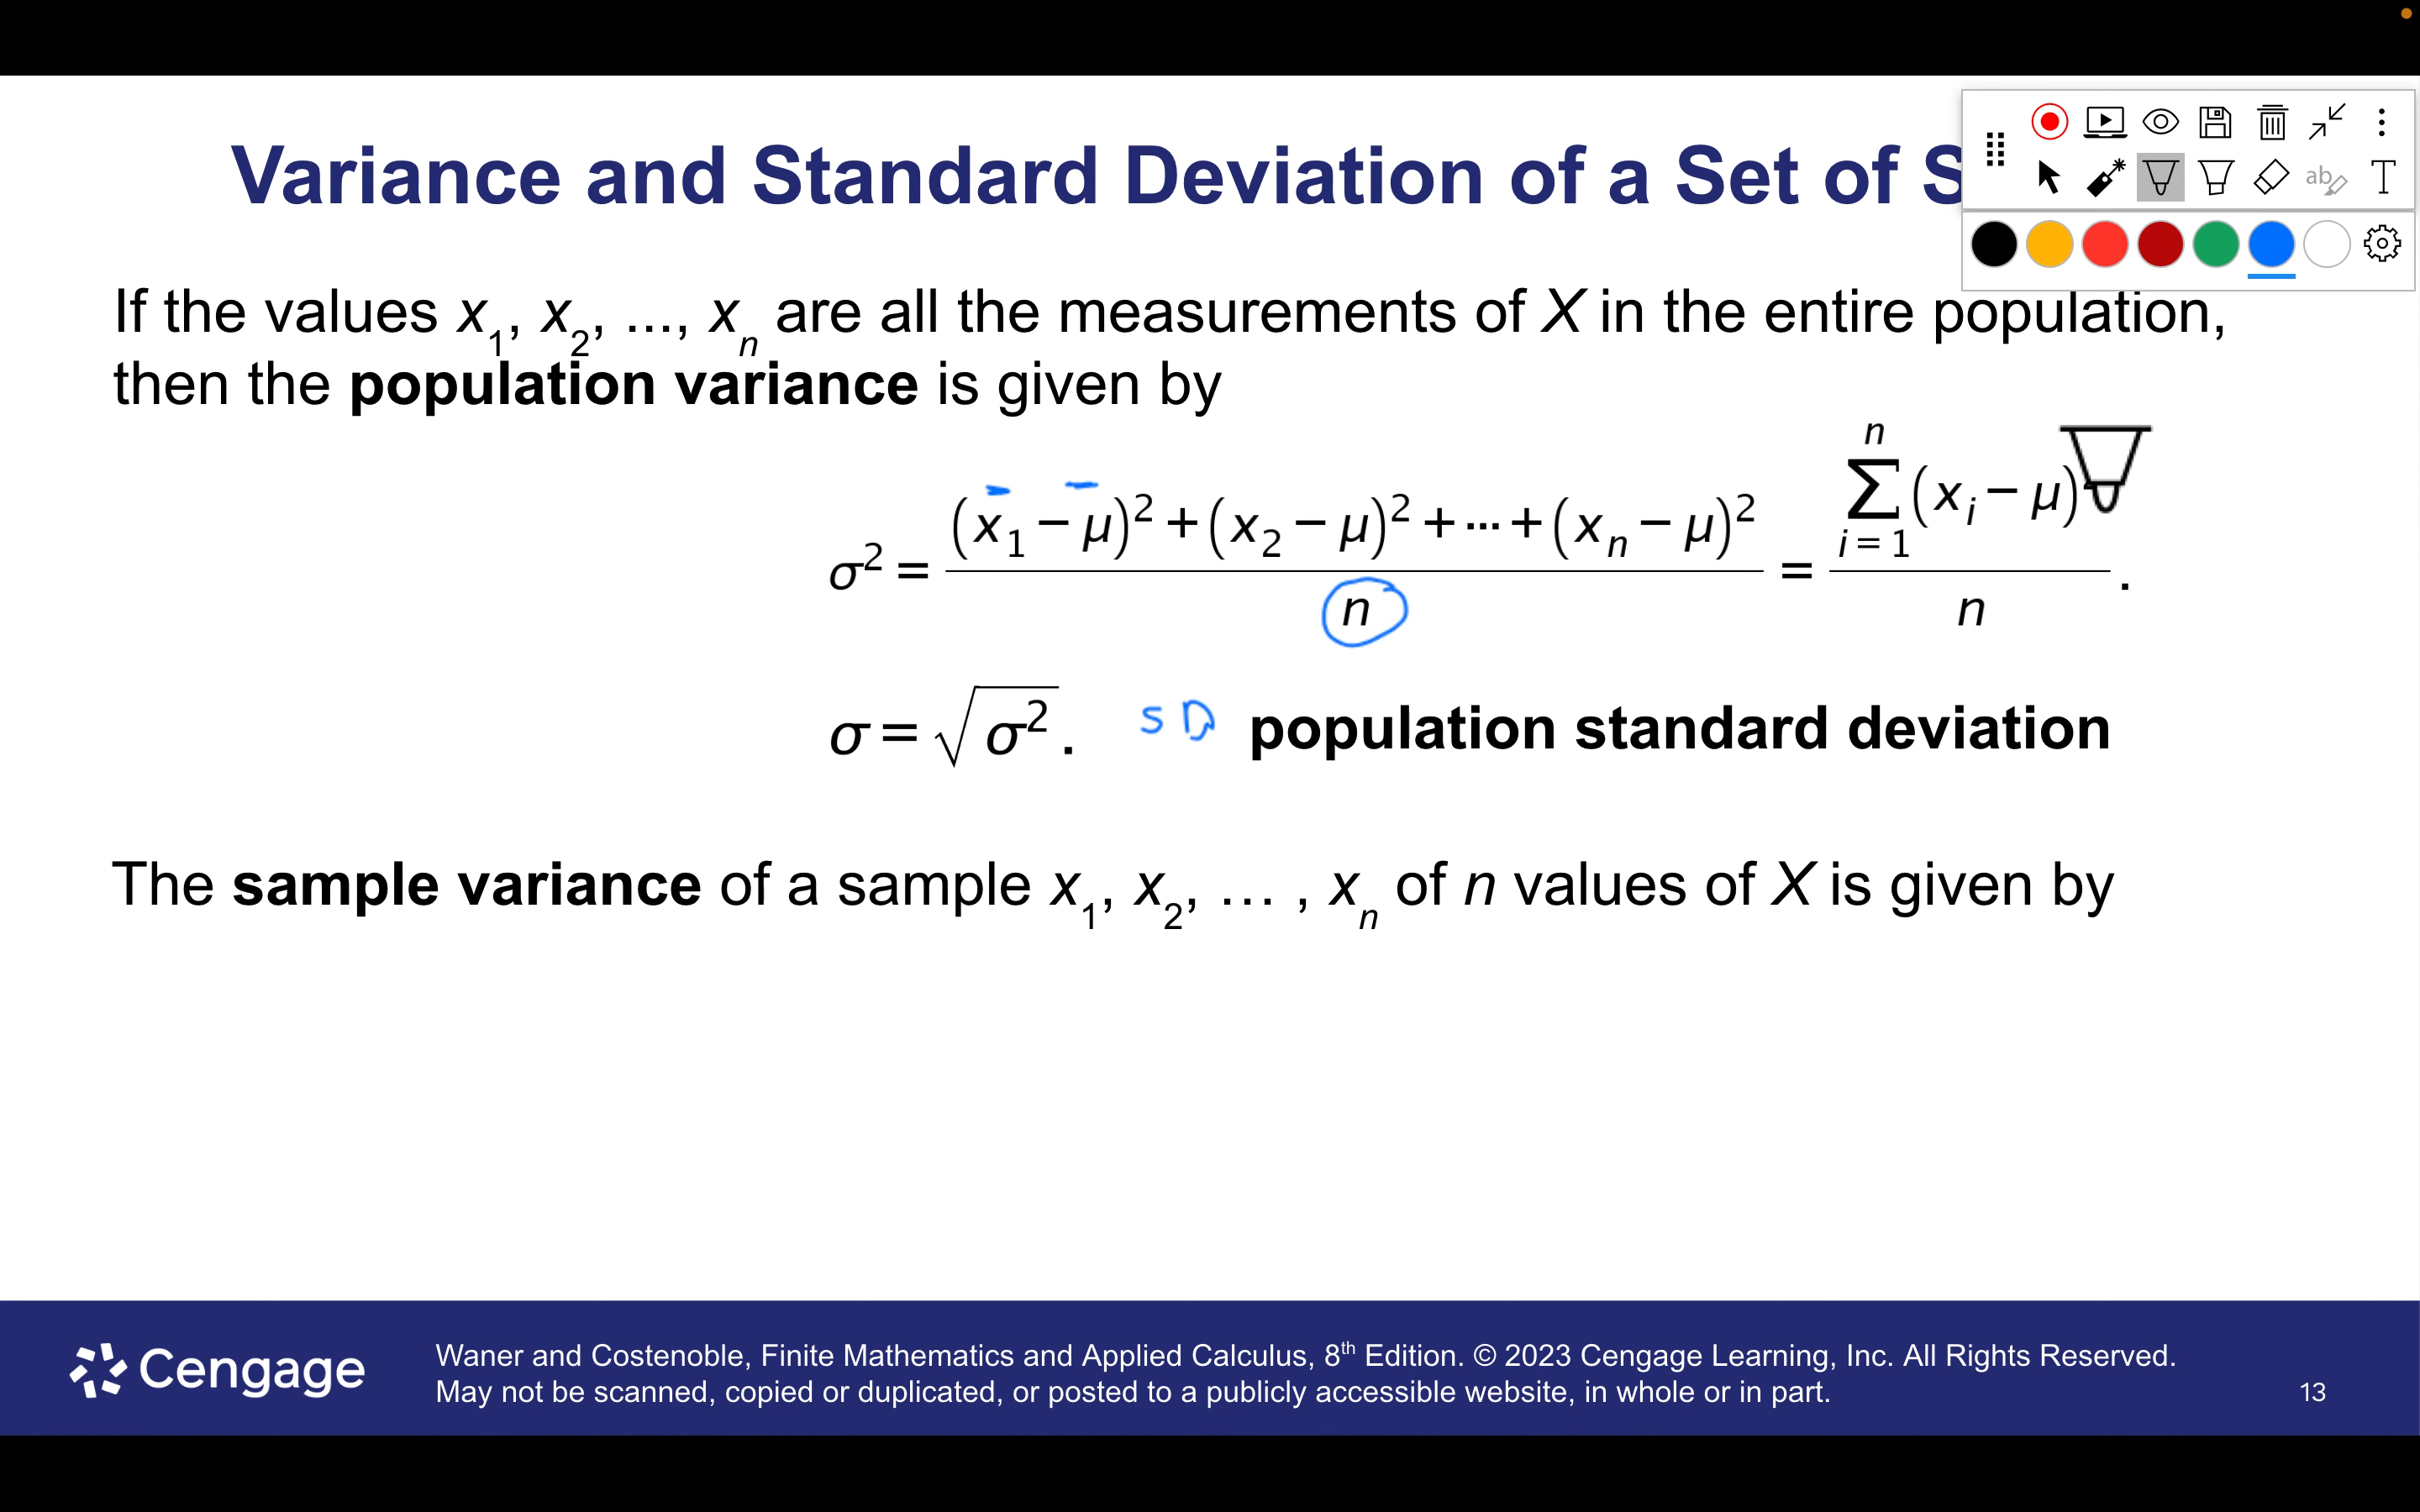 Variance and Standard Deviation of a Set of S
ab
T
If the values x₁, x₂, ..., xₙ are all the measurements of X in the entire population,
then the population variance is given by
σ² = ((x₁ − μ)² + (x₂ − μ)² + ··· + (xₙ − μ)²) / n = (∑ⁿᵢ₌₁ (xᵢ − μ)) / n .
σ = √σ² . SD population standard deviation
The sample variance of a sample x₁, x₂, … , xₙ of n values of X is given by
Cengage
Waner and Costenoble, Finite Mathematics and Applied Calculus, 8th Edition. © 2023 Cengage Learning, Inc. All Rights Reserved.
May not be scanned, copied or duplicated, or posted to a publicly accessible website, in whole or in part.
13